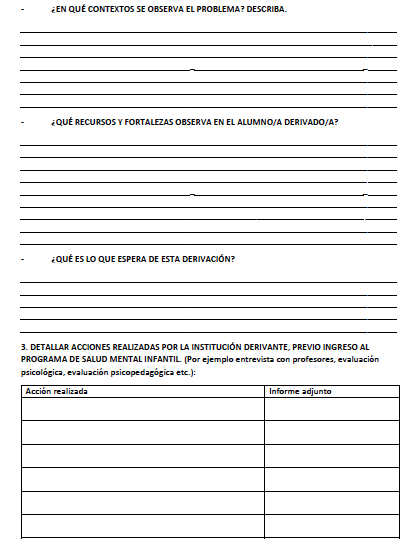 - ¿EN QUÉ CONTEXTOS SE OBSERVA EL PROBLEMA? DESCRIBA.
- ¿QUÉ RECURSOS Y FORTALEZAS OBSERVA EN EL ALUMNO/A DERIVADO/A?
- ¿QUÉ ES LO QUE ESPERA DE ESTA DERIVACIÓN?
3. DETALLAR ACCIONES REALIZADAS POR LA INSTITUCIÓN DERIVANTE, PREVIO INGRESO AL
PROGRAMA DE SALUD MENTAL INFANTIL. (Por ejemplo entrevista con profesores, evaluación
psicológica, evaluación psicopedagógica etc.):
Acción realizada Informe adjunto